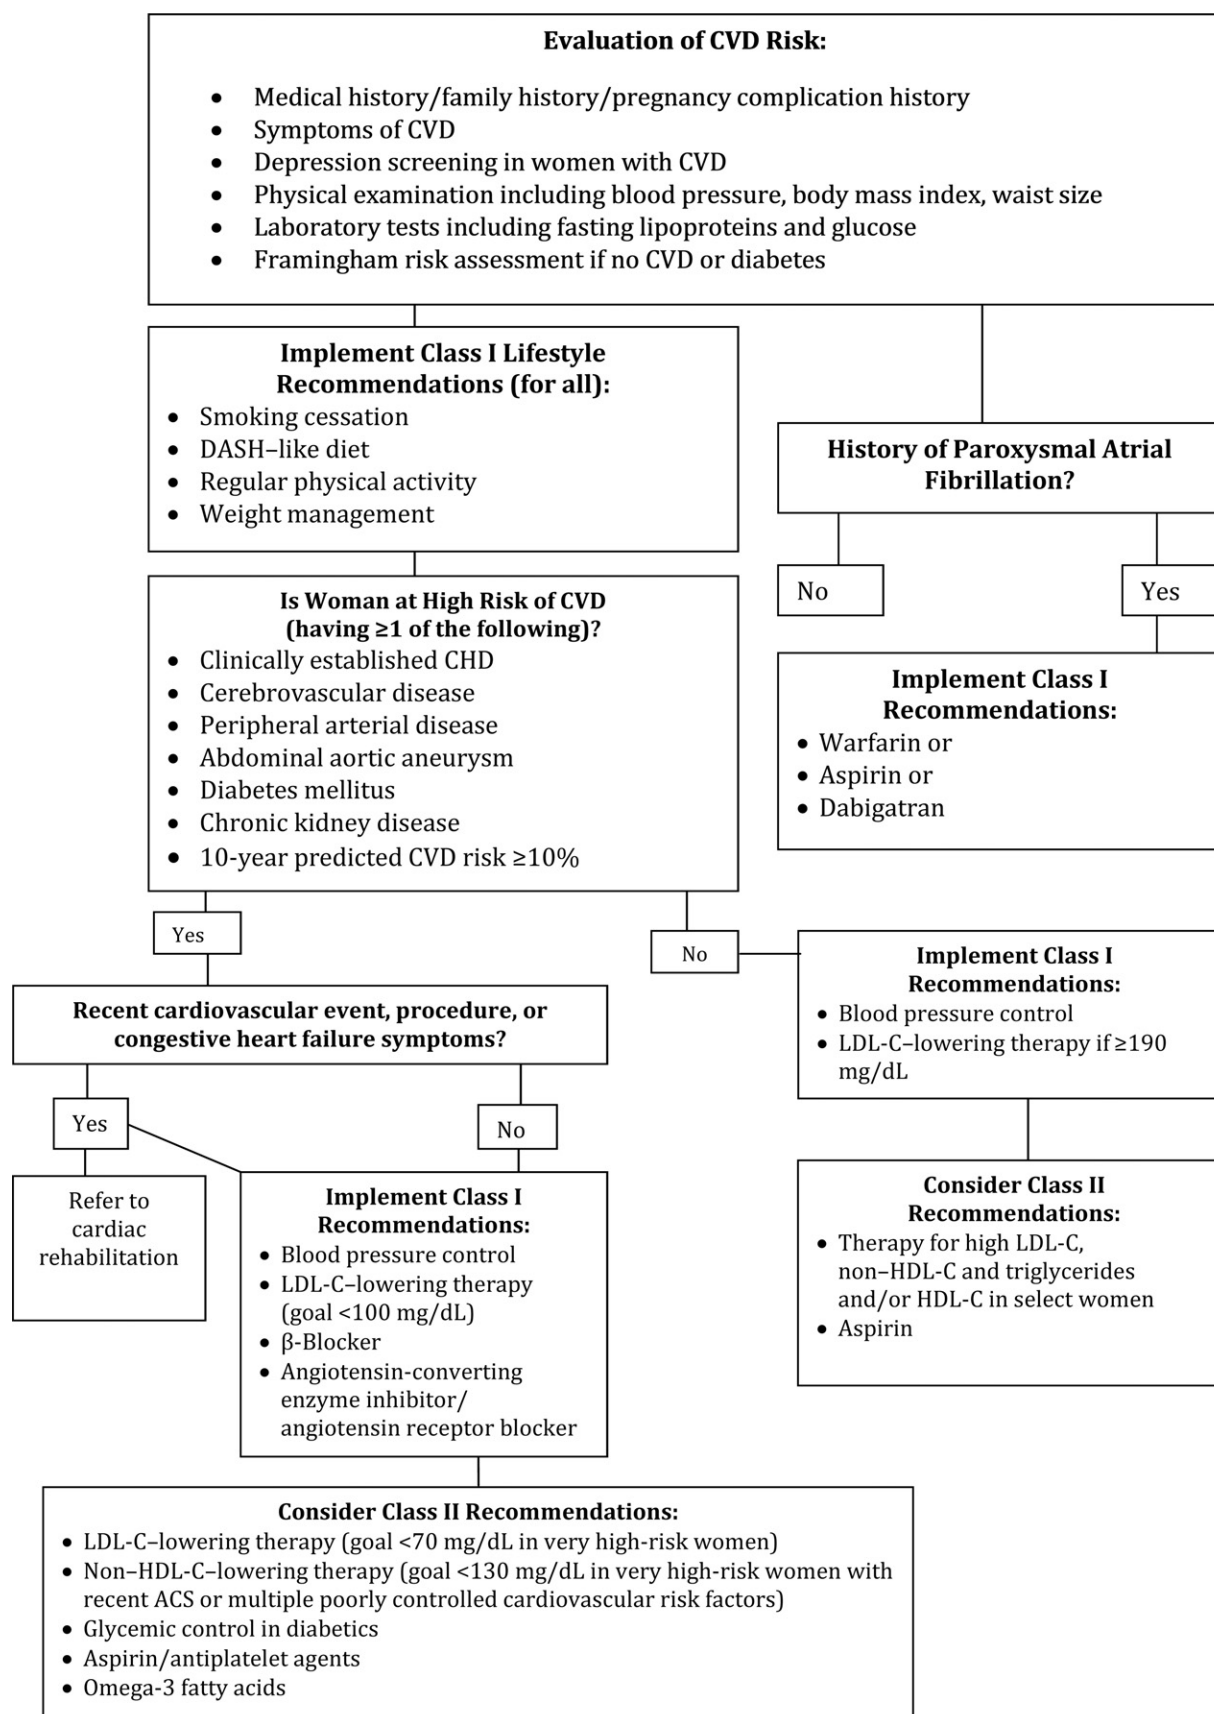 Evaluation of CVD Risk:
• Medical history/family history/pregnancy complication history
• Symptoms of CVD
• Depression screening in women with CVD
• Physical examination including blood pressure, body mass index, waist size
• Laboratory tests including fasting lipoproteins and glucose
• Framingham risk assessment if no CVD or diabetes
Implement Class I Lifestyle
Recommendations (for all):
• Smoking cessation
• DASH–like diet
• Regular physical activity
• Weight management
History of Paroxysmal Atrial
Fibrillation?
No
Yes
Implement Class I
Recommendations:
• Warfarin or
• Aspirin or
• Dabigatran
Is Woman at High Risk of CVD
(having ≥1 of the following)?
• Clinically established CHD
• Cerebrovascular disease
• Peripheral arterial disease
• Abdominal aortic aneurysm
• Diabetes mellitus
• Chronic kidney disease
• 10-year predicted CVD risk ≥10%
Yes
No
Implement Class I
Recommendations:
• Blood pressure control
• LDL-C–lowering therapy if ≥190
mg/dL
Consider Class II
Recommendations:
• Therapy for high LDL-C,
non–HDL-C and triglycerides
and/or HDL-C in select women
• Aspirin
Recent cardiovascular event, procedure, or
congestive heart failure symptoms?
Yes
No
Refer to
cardiac
rehabilitation
Implement Class I
Recommendations:
• Blood pressure control
• LDL-C–lowering therapy
(goal <100 mg/dL)
• β-Blocker
• Angiotensin-converting
enzyme inhibitor/
angiotensin receptor blocker
Consider Class II Recommendations:
• LDL-C–lowering therapy (goal <70 mg/dL in very high-risk women)
• Non–HDL-C–lowering therapy (goal <130 mg/dL in very high-risk women with
recent ACS or multiple poorly controlled cardiovascular risk factors)
• Glycemic control in diabetics
• Aspirin/antiplatelet agents
• Omega-3 fatty acids